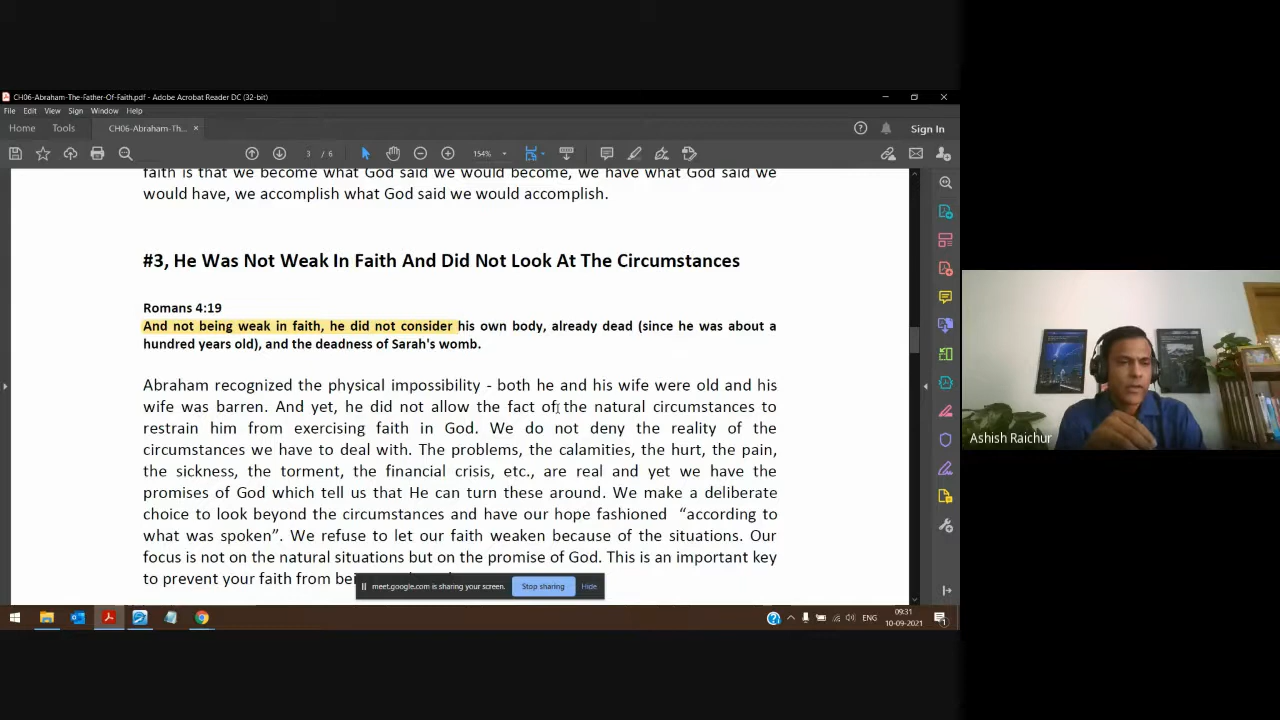 CH06-Abraham-The-Father-Of-Faith.pdf - Adobe Acrobat Reader DC (32-bit)
File Edit View Sign Window Help
Home Tools CH06-Abraham-Th... × Sign In
3 / 6 154%
faith is that we become what God said we would become, we have what God said we
would have, we accomplish what God said we would accomplish.
#3, He Was Not Weak In Faith And Did Not Look At The Circumstances
Romans 4:19
And not being weak in faith, he did not consider his own body, already dead (since he was about a
hundred years old), and the deadness of Sarah's womb.
Abraham recognized the physical impossibility - both he and his wife were old and his
wife was barren. And yet, he did not allow the fact of the natural circumstances to
restrain him from exercising faith in God. We do not deny the reality of the
circumstances we have to deal with. The problems, the calamities, the hurt, the pain,
the sickness, the torment, the financial crisis, etc., are real and yet we have the
promises of God which tell us that He can turn these around. We make a deliberate
choice to look beyond the circumstances and have our hope fashioned “according to
what was spoken”. We refuse to let our faith weaken because of the situations. Our
focus is not on the natural situations but on the promise of God. This is an important key
to prevent your faith from
meet.google.com is sharing your screen. Stop sharing Hide
ENG
09:31
10-09-2021
Ashish Raichur